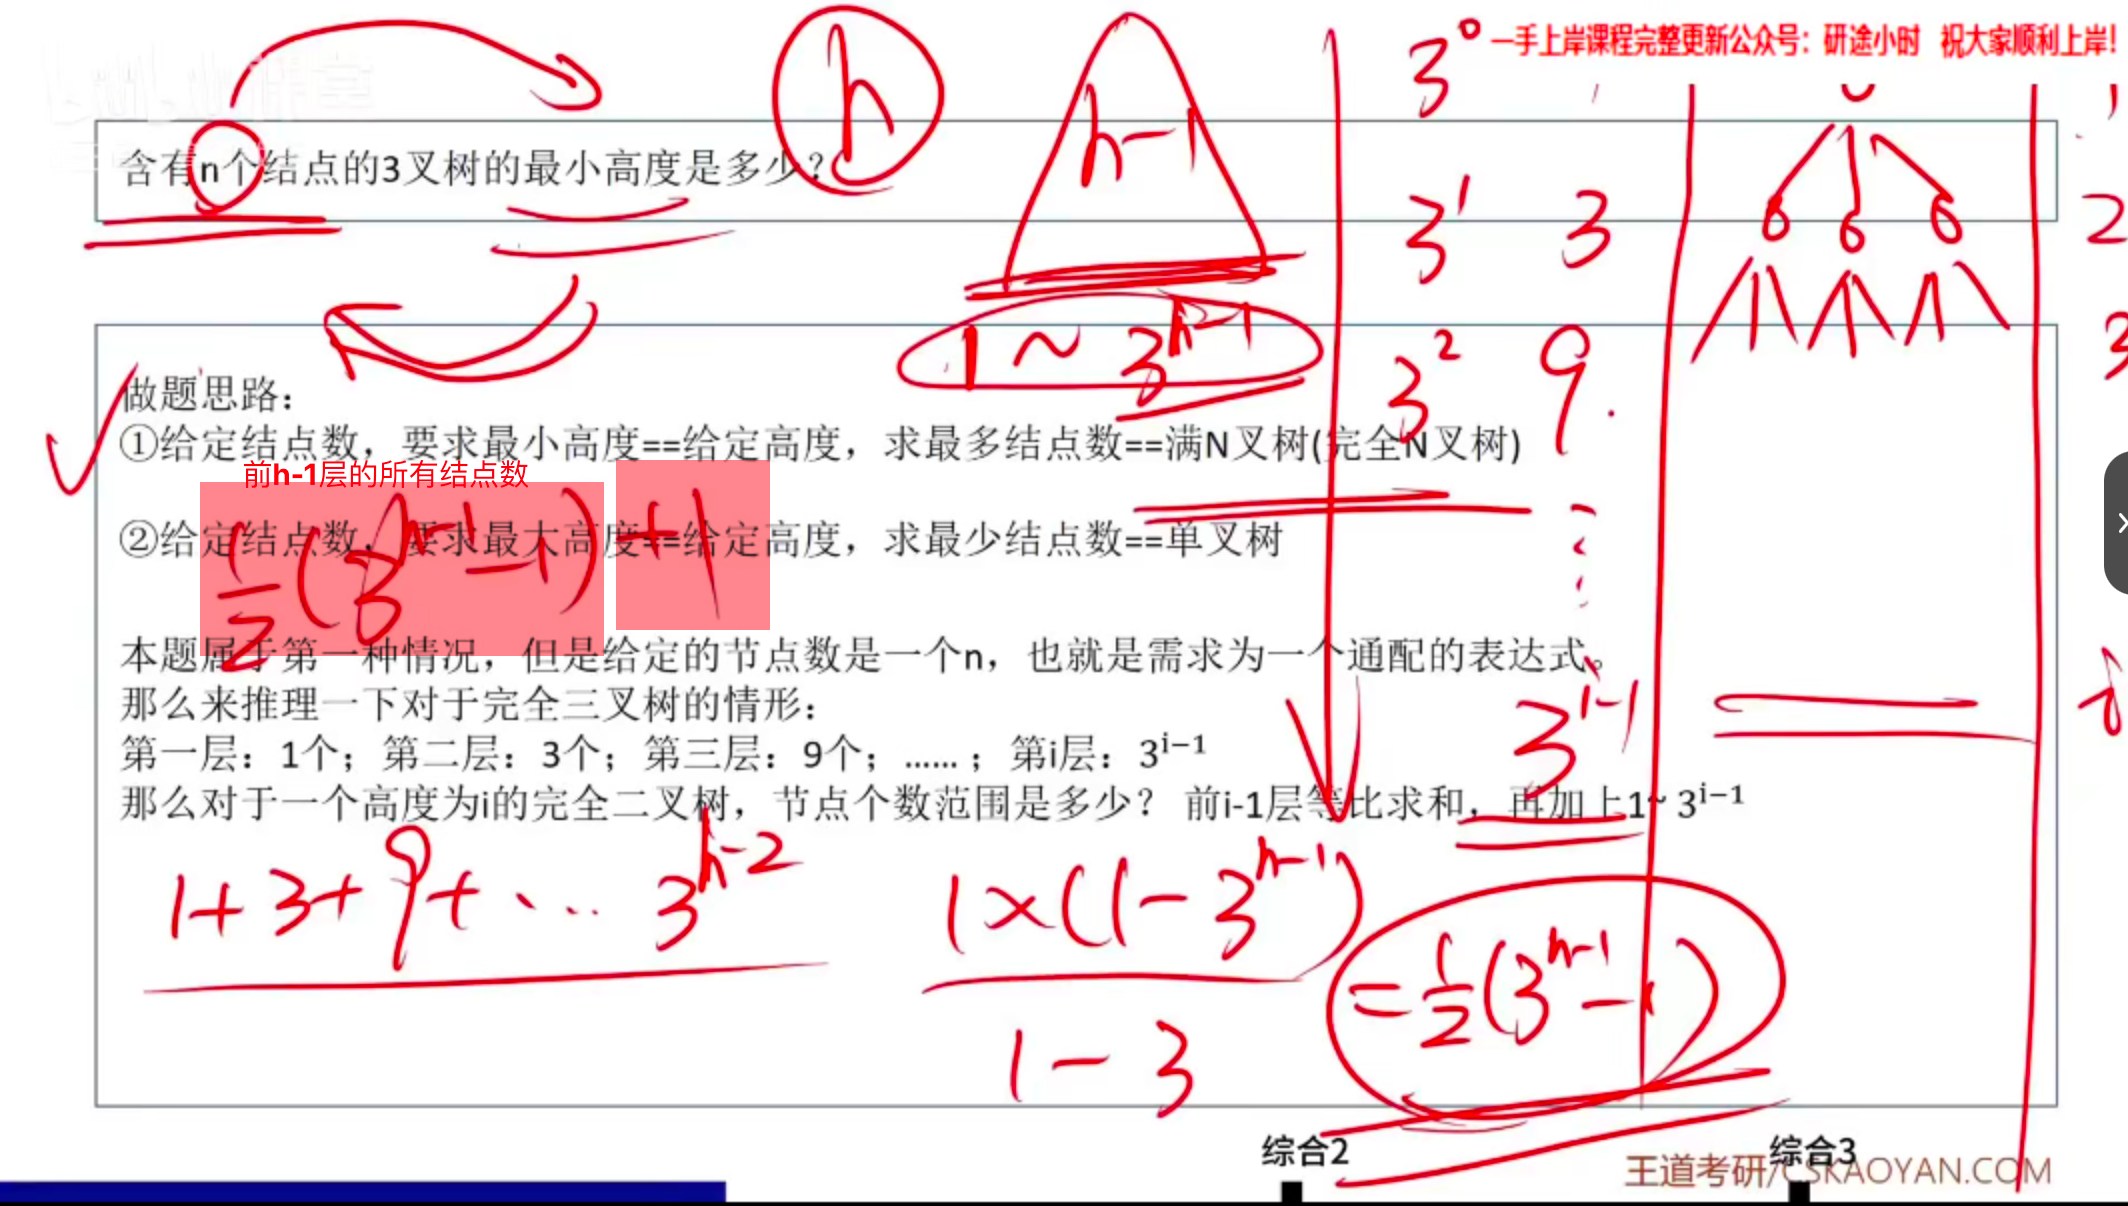 一手上岸课程完整更新公众号：研途小时 祝大家顺利上岸！
h
h-1
3⁰
3¹ 3
3² 9
1
2
3
含有n个结点的3叉树的最小高度是多少？
1 ~ 3^(h-1)
做题思路：
①给定结点数，要求最小高度==给定高度，求最多结点数==满N叉树(完全N叉树)
前h-1层的所有结点数
1/2(3^(h-1)-1) +1
②给定结点数，要求最大高度==给定高度，求最少结点数==单叉树
本题属于第一种情况，但是给定的节点数是一个n，也就是需求为一个通配的表达式。
那么来推理一下对于完全三叉树的情形：
3^(i-1)
第一层：1个；第二层：3个；第三层：9个；……；第i层：3^(i−1)
那么对于一个高度为i的完全二叉树，节点个数范围是多少？ 前i-1层等比求和，再加上1~ 3^(i−1)
1+3+9+... 3^(h-2)
1×(1-3^(h-1))
1-3
=1/2(3^(h-1)-1)
综合2 综合3
王道考研/CSKAOYAN.COM